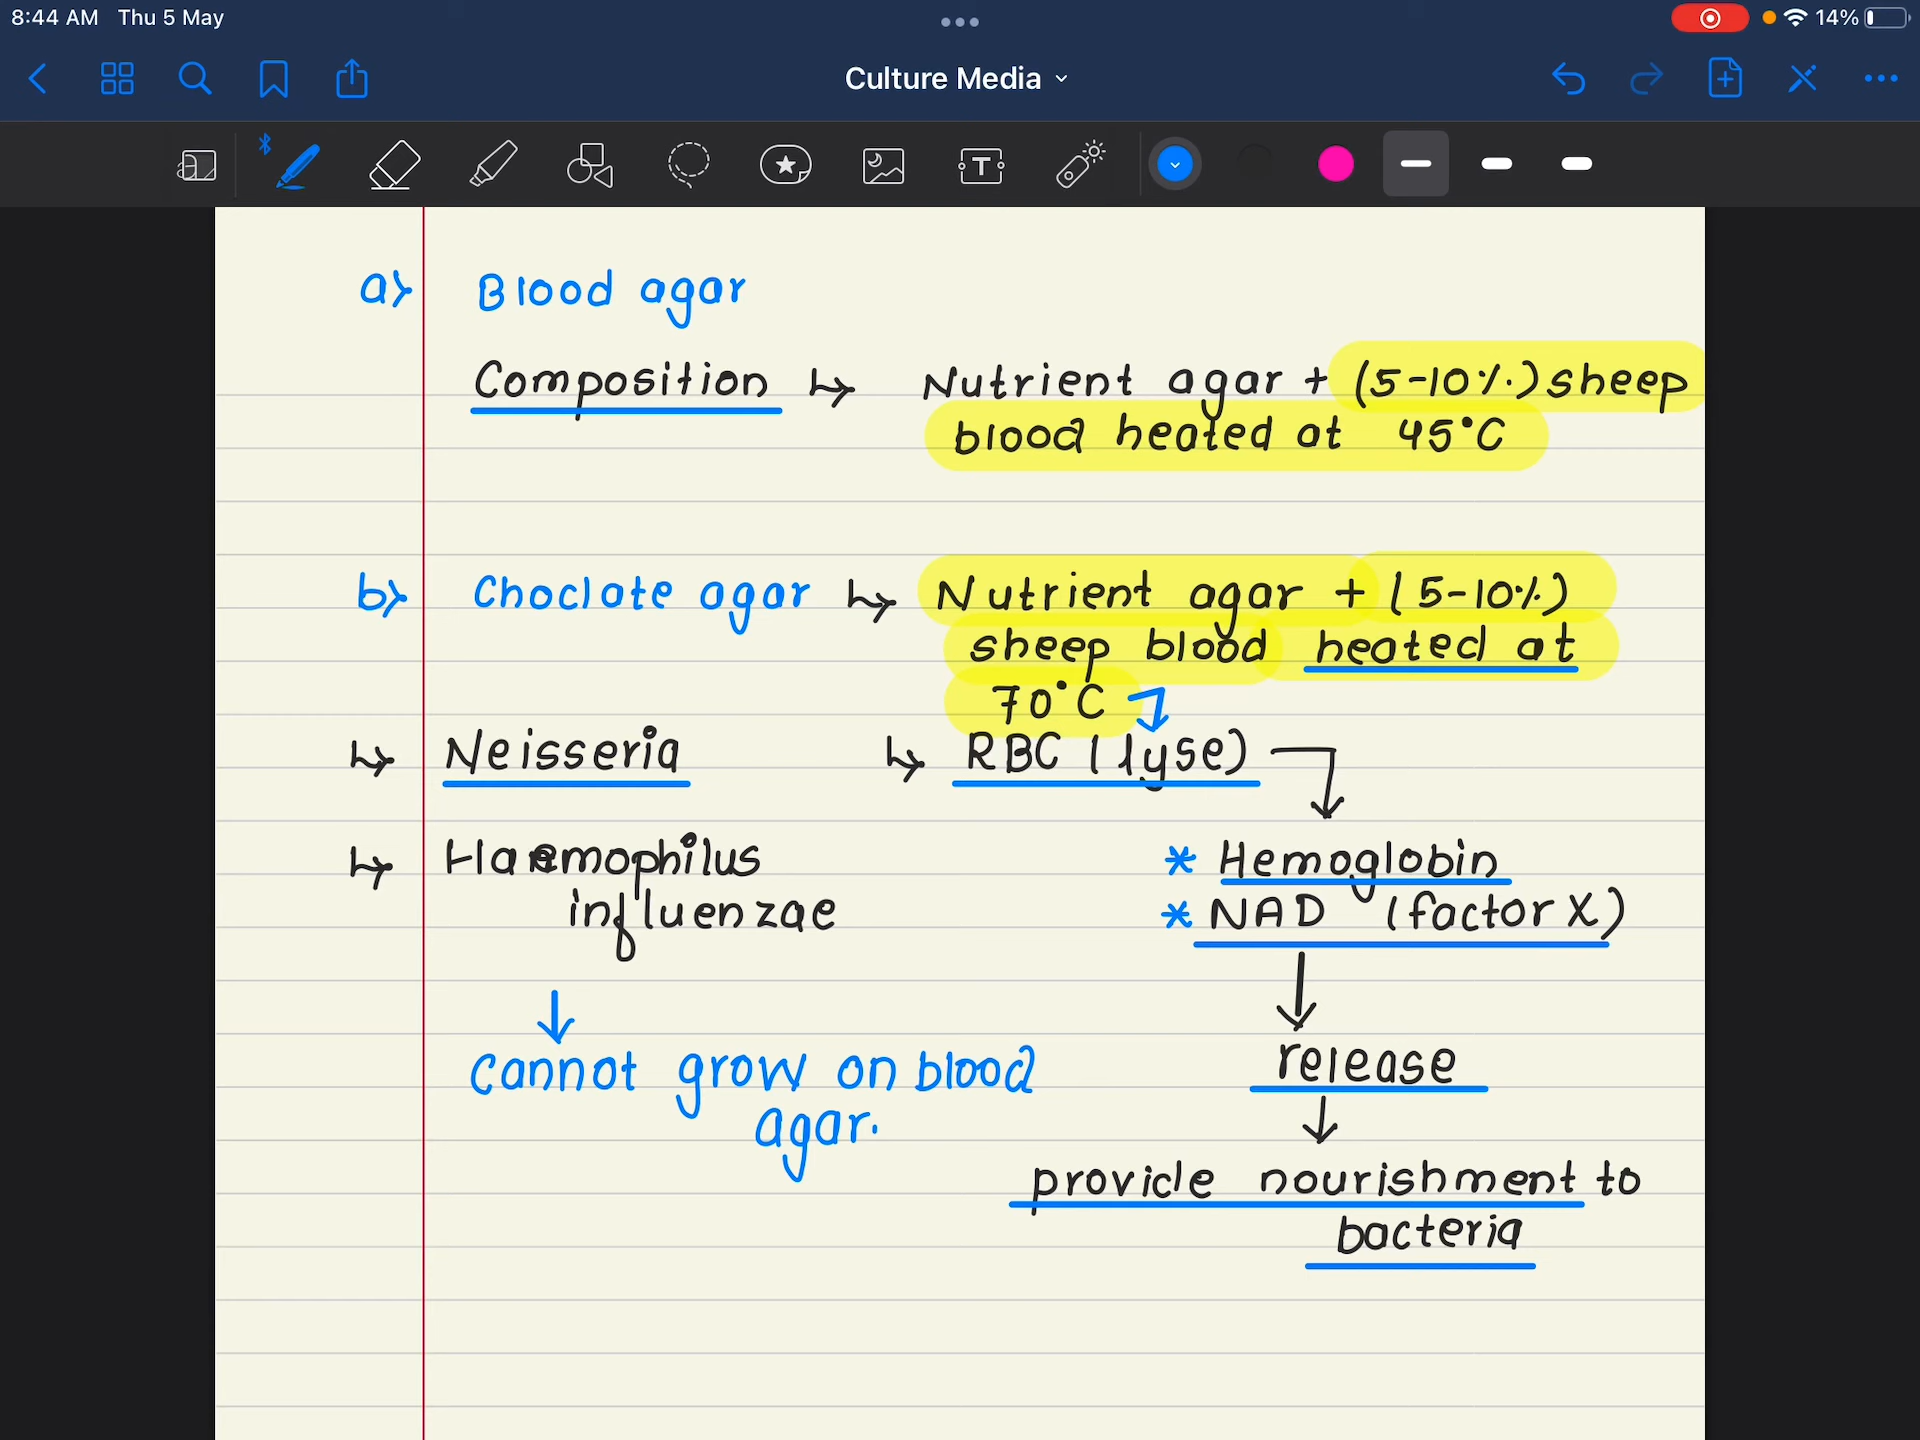 8:44 AM Thu 5 May
14%
Culture Media
T
a) Blood agar
Composition ↳ Nutrient agar + (5-10%) sheep
blood heated at 45°C
b) Choclate agar ↳ Nutrient agar + (5-10%)
sheep blood heated at
70°C
↳ Neisseria
↳ RBC (lyse)
↳ Haemophilus
influenzae
* Hemoglobin
* NAD (factor X)
↓
release
↓
Cannot grow on blood
agar.
↓
provide nourishment to
bacteria